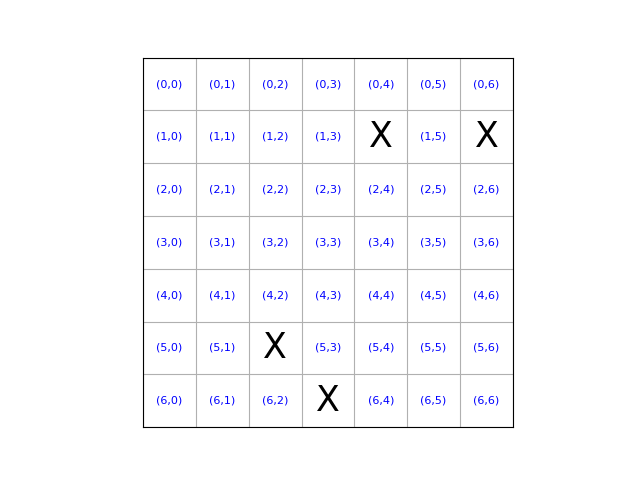 (0,0) (0,1) (0,2) (0,3) (0,4) (0,5) (0,6)
(1,0) (1,1) (1,2) (1,3) X (1,5) X
(2,0) (2,1) (2,2) (2,3) (2,4) (2,5) (2,6)
(3,0) (3,1) (3,2) (3,3) (3,4) (3,5) (3,6)
(4,0) (4,1) (4,2) (4,3) (4,4) (4,5) (4,6)
(5,0) (5,1) X (5,3) (5,4) (5,5) (5,6)
(6,0) (6,1) (6,2) X (6,4) (6,5) (6,6)